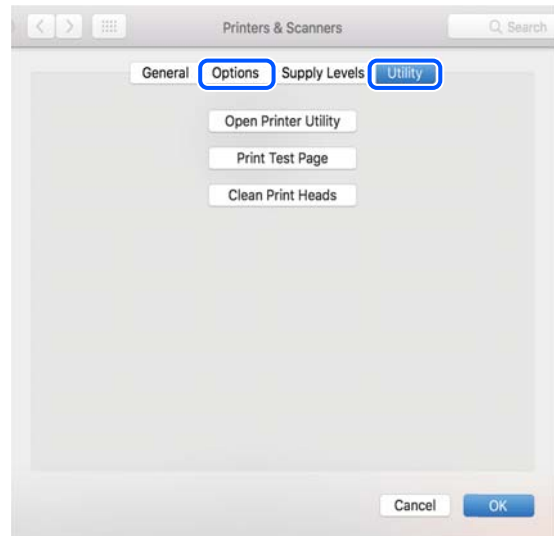 Printers & Scanners Search
General Options Supply Levels Utility
Open Printer Utility
Print Test Page
Clean Print Heads
Cancel OK